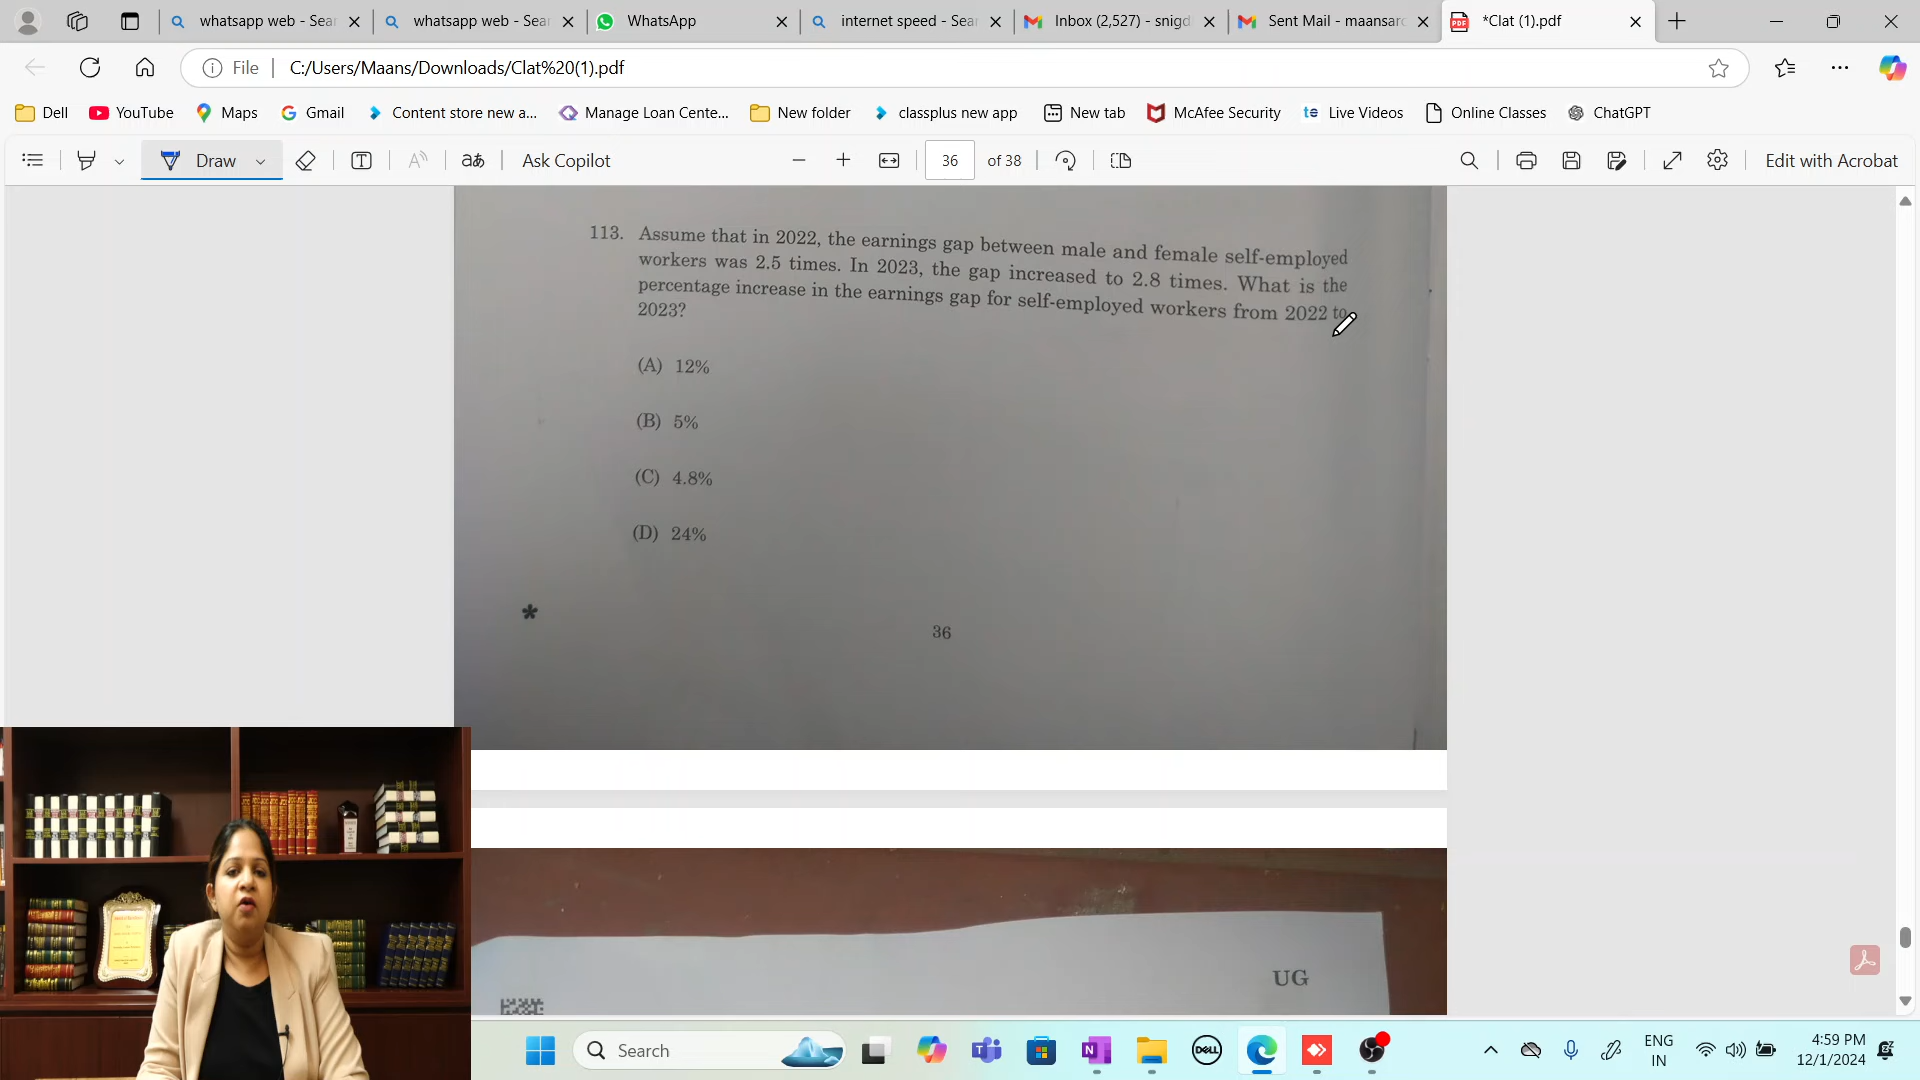 whatsapp web - Sear
whatsapp web - Sear
WhatsApp
internet speed - Sear
Inbox (2,527) - snigd
Sent Mail - maansarc
*Clat (1).pdf
File
C:/Users/Maans/Downloads/Clat%20(1).pdf
Dell
YouTube
Maps
Gmail
Content store new a...
Manage Loan Cente...
New folder
classplus new app
New tab
McAfee Security
Live Videos
Online Classes
ChatGPT
Draw
Ask Copilot
36 of 38
Edit with Acrobat
113. Assume that in 2022, the earnings gap between male and female self-employed
workers was 2.5 times. In 2023, the gap increased to 2.8 times. What is the
percentage increase in the earnings gap for self-employed workers from 2022 to
2023?
(A) 12%
(B) 5%
(C) 4.8%
(D) 24%
*
36
UG
Search
DELL
ENG
IN
4:59 PM
12/1/2024